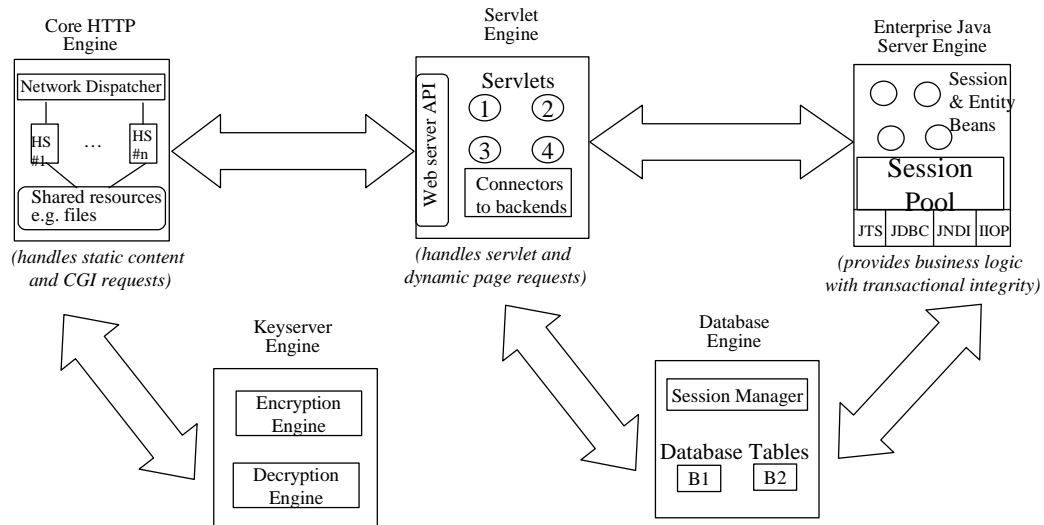 Core HTTP
Engine
Network Dispatcher
HS
#1
…
HS
#n
Shared resources
e.g. files
(handles static content
and CGI requests)
Servlet
Engine
Web server API
Servlets
1
2
3
4
Connectors
to backends
(handles servlet and
dynamic page requests)
Enterprise Java
Server Engine
Session
& Entity
Beans
Session
Pool
JTS
JDBC
JNDI
IIOP
(provides business logic
with transactional integrity)
Keyserver
Engine
Encryption
Engine
Decryption
Engine
Database
Engine
Session Manager
Database Tables
B1
B2